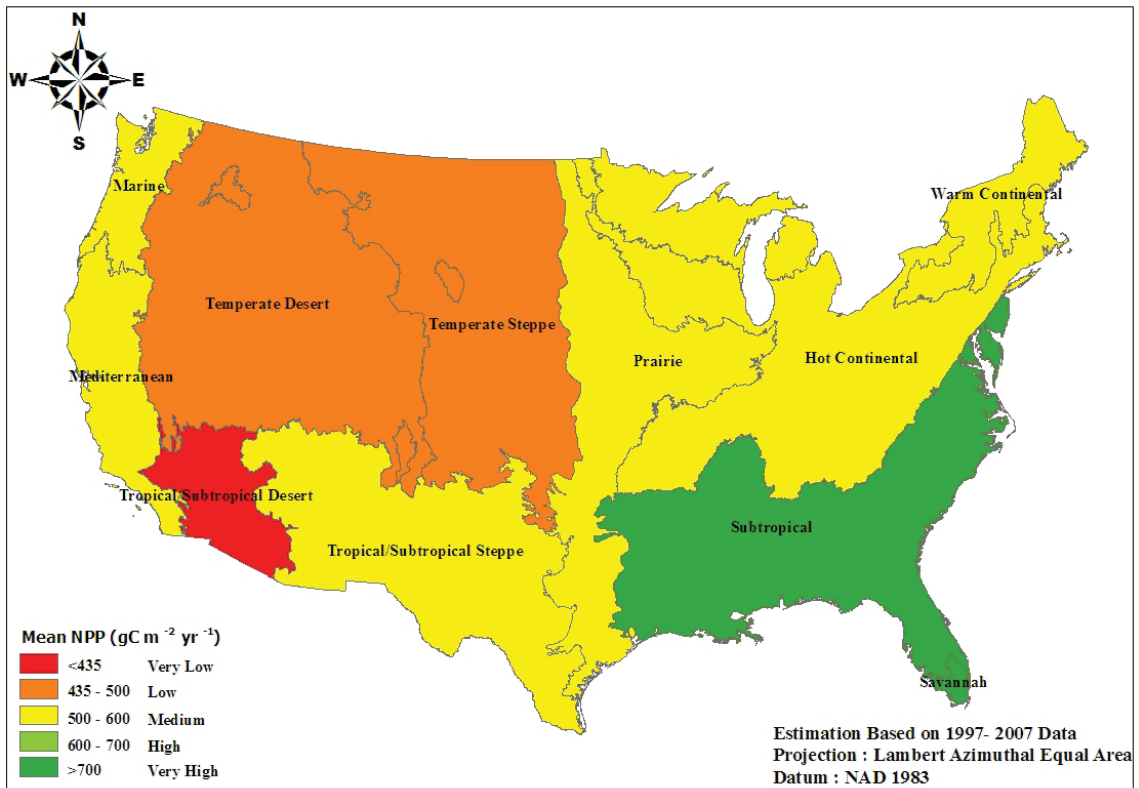 N
W E
S
Marine
Warm Continental
Temperate Desert
Temperate Steppe
Prairie
Hot Continental
Mediterranean
Tropical/Subtropical Desert
Subtropical
Tropical/Subtropical Steppe
Savannah
Mean NPP (gC m -2 yr -1)
<435 Very Low
435 - 500 Low
500 - 600 Medium
600 - 700 High
>700 Very High
Estimation Based on 1997- 2007 Data
Projection : Lambert Azimuthal Equal Area
Datum : NAD 1983